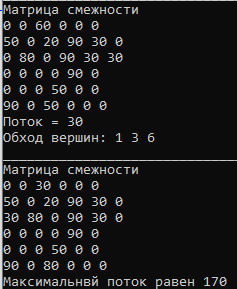 Матрица смежности
0 0 60 0 0 0
50 0 20 90 30 0
0 80 0 90 30 30
0 0 0 0 90 0
0 0 0 50 0 0
90 0 50 0 0 0
Поток = 30
Обход вершин: 1 3 6
Матрица смежности
0 0 30 0 0 0
50 0 20 90 30 0
30 80 0 90 30 0
0 0 0 0 90 0
0 0 0 50 0 0
90 0 80 0 0 0
Максимальнвй поток равен 170